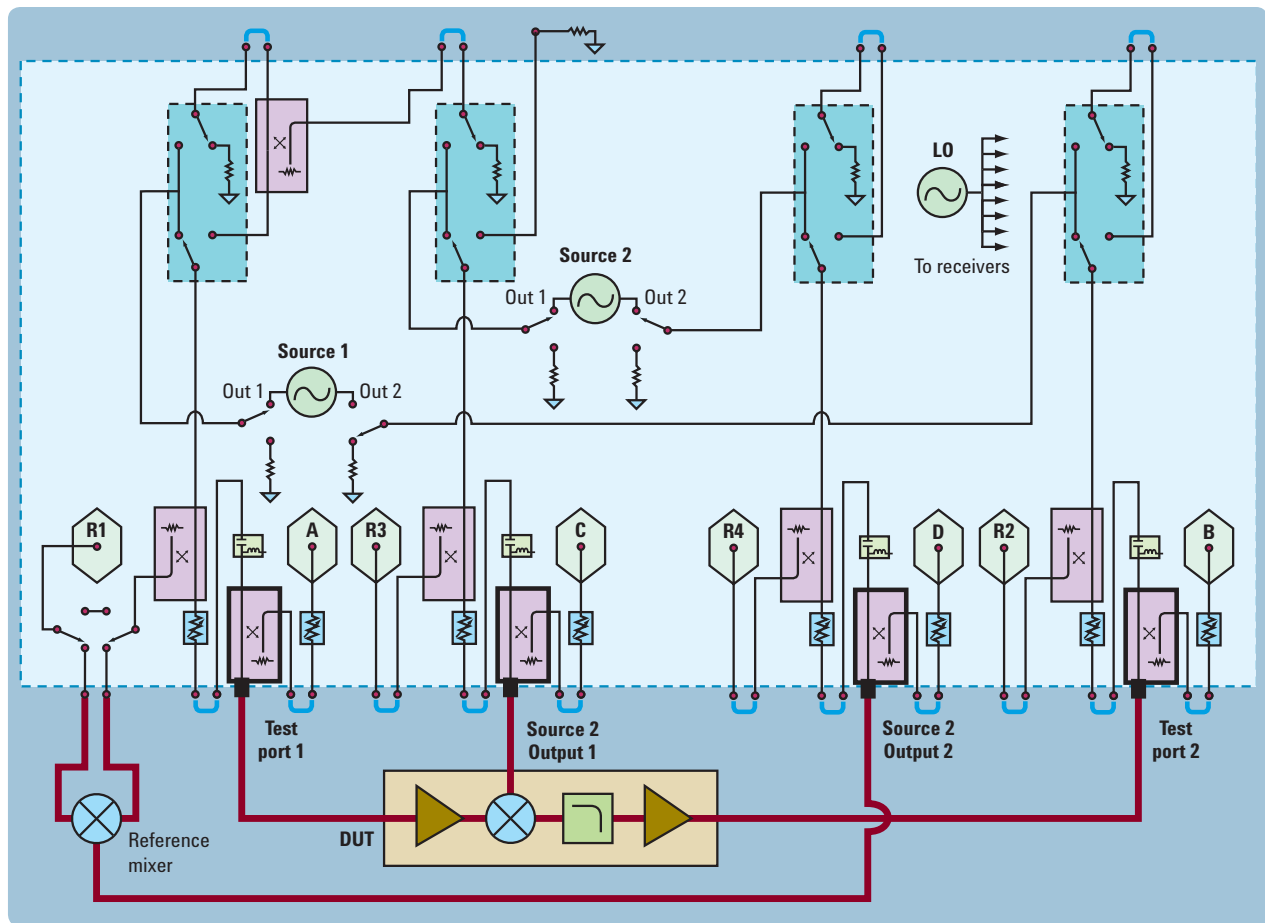 LO
To receivers
Source 2
Out 1
Out 2
Source 1
Out 1
Out 2
R1
A
R3
C
R4
D
R2
B
Test
port 1
Source 2
Output 1
Source 2
Output 2
Test
port 2
DUT
Reference
mixer